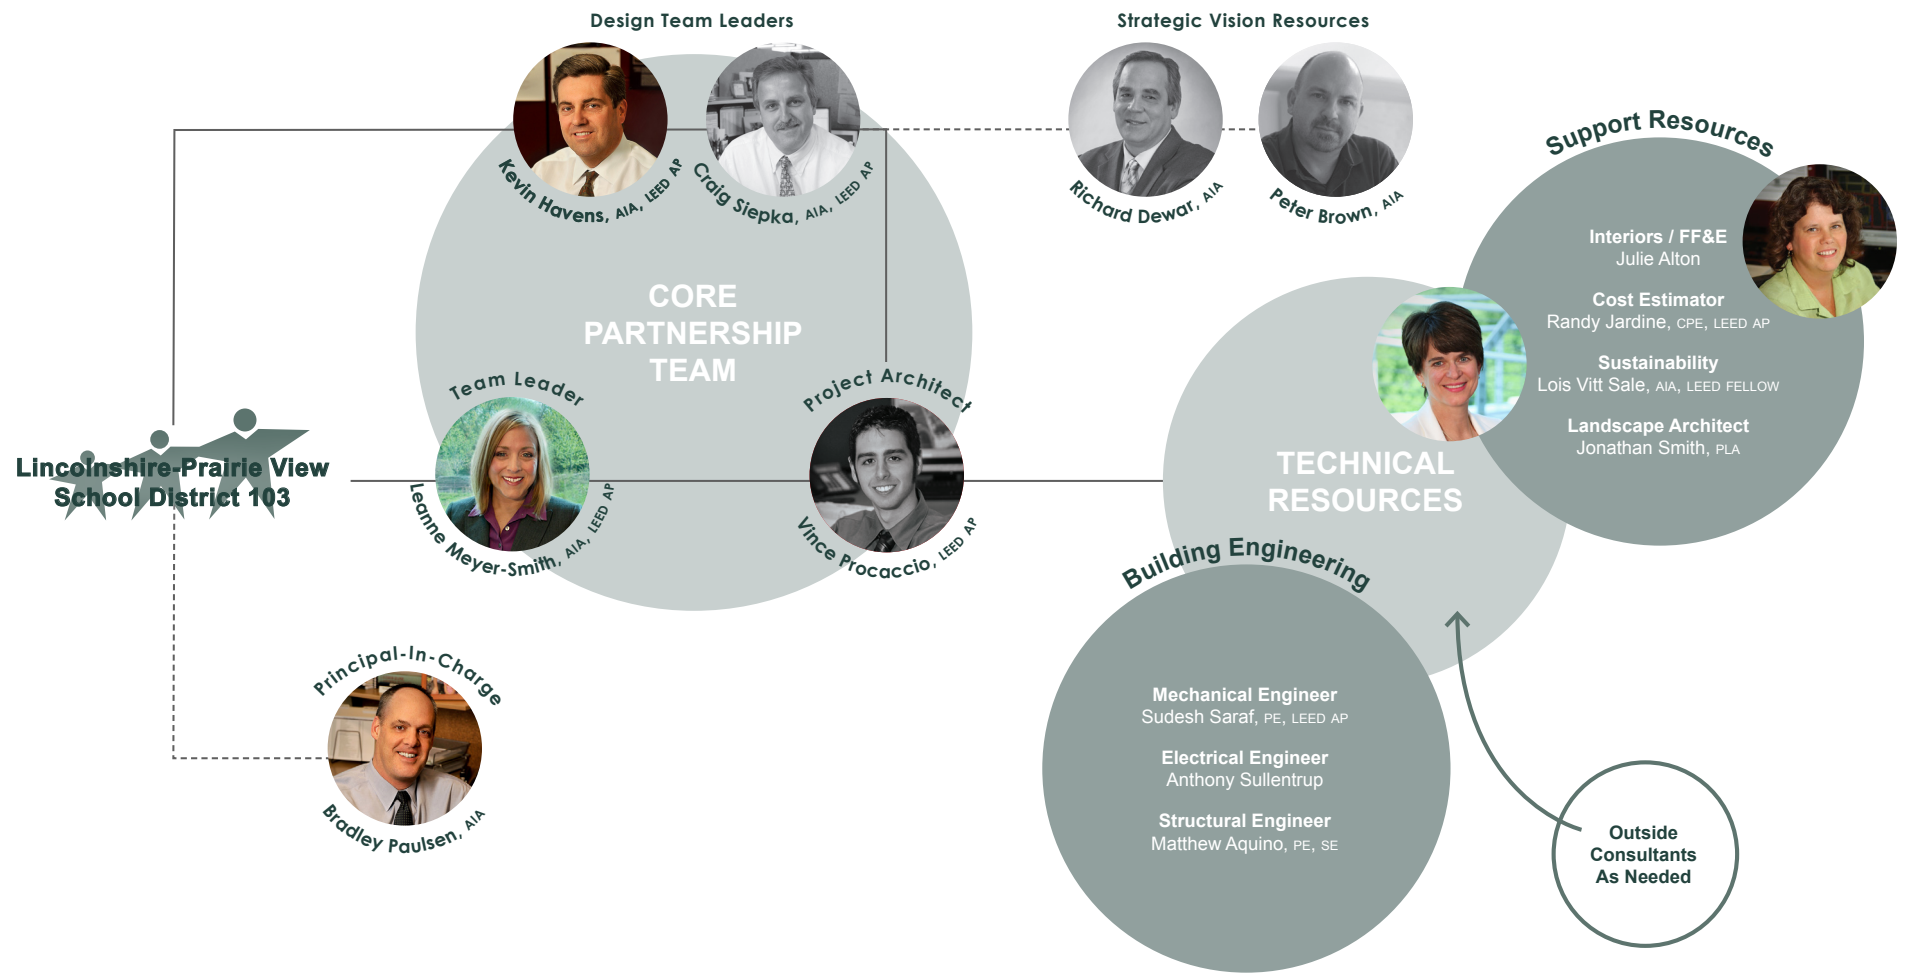 Design Team Leaders
Strategic Vision Resources
Kevin Havens, AIA, LEED AP
Craig Siepka, AIA, LEED AP
Richard Dewar, AIA
Peter Brown, AIA
Support Resources
Interiors / FF&E
Julie Alton
Cost Estimator
Randy Jardine, CPE, LEED AP
Sustainability
Lois Vitt Sale, AIA, LEED FELLOW
Landscape Architect
Jonathan Smith, PLA
CORE
PARTNERSHIP
TEAM
Team Leader
Leanne Meyer-Smith, AIA, LEED AP
Project Architect
Vince Procaccio, LEED AP
Lincolnshire-Prairie View
School District 103
TECHNICAL
RESOURCES
Building Engineering
Mechanical Engineer
Sudesh Saraf, PE, LEED AP
Electrical Engineer
Anthony Sullentrup
Structural Engineer
Matthew Aquino, PE, SE
Principal-In-Charge
Bradley Paulsen, AIA
Outside
Consultants
As Needed